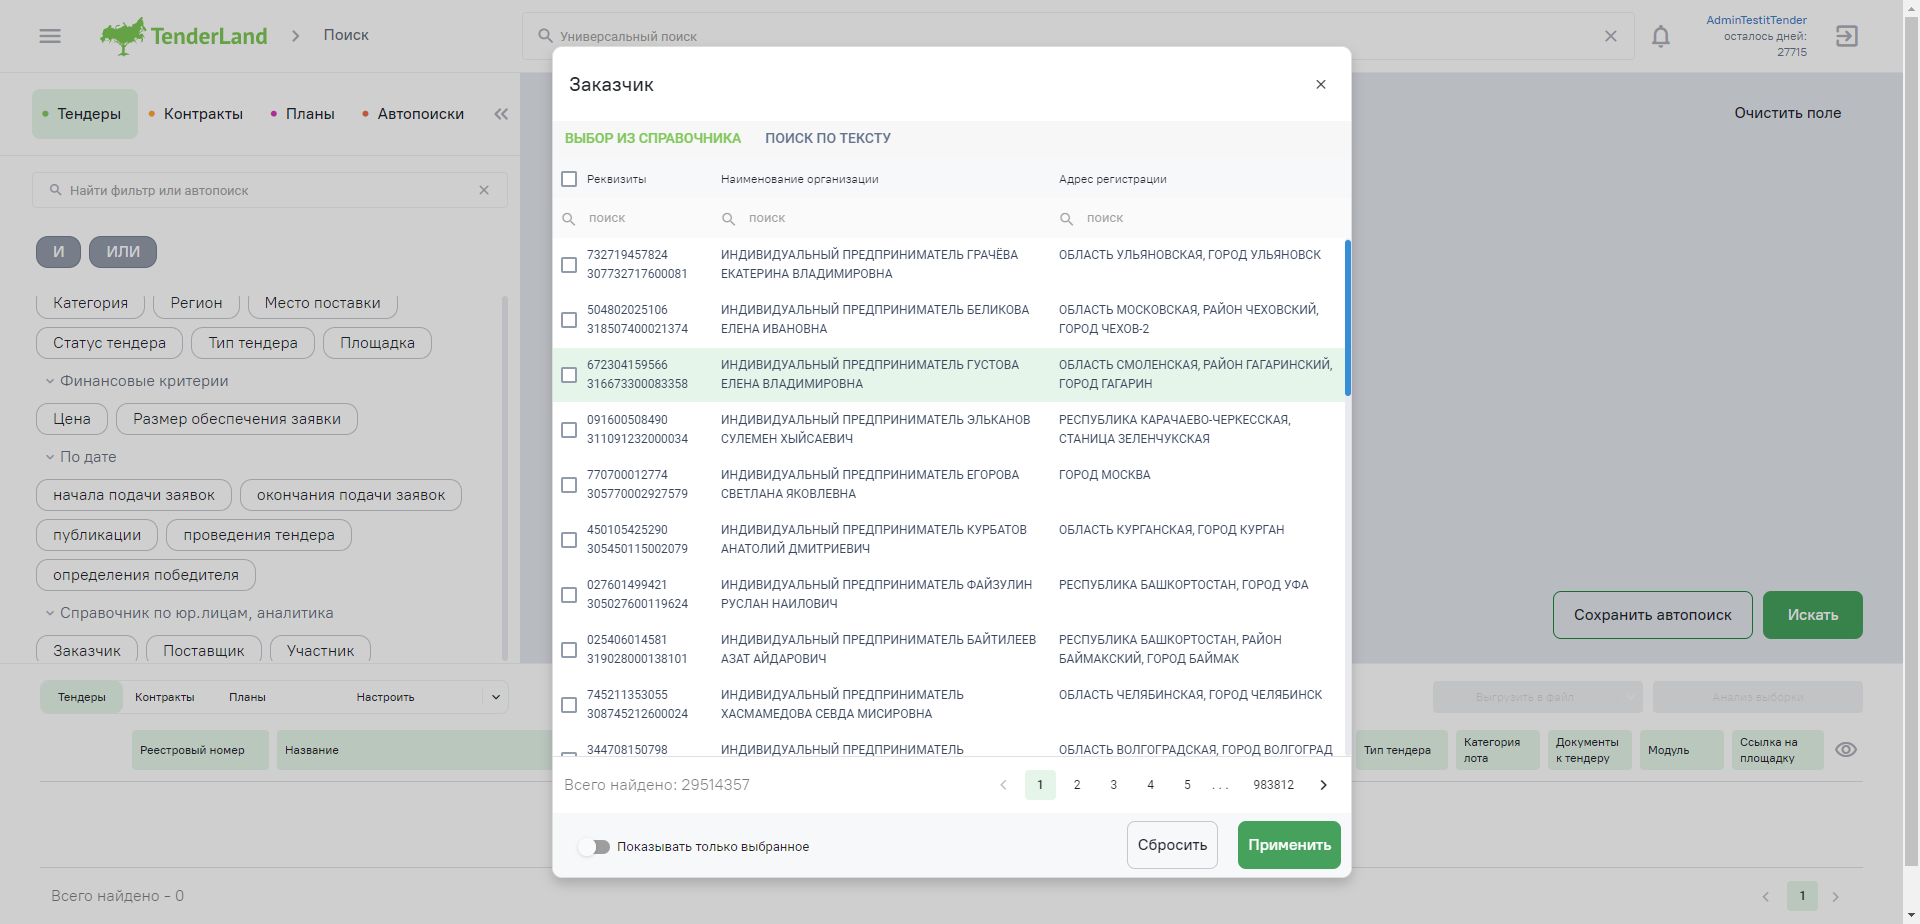 TenderLand
Поиск
Универсальный поиск
AdminTestitTender
осталось дней:
27715
Тендеры
Контракты
Планы
Автопоиски
Очистить поле
Найти фильтр или автопоиск
И
ИЛИ
Категория
Регион
Место поставки
Статус тендера
Тип тендера
Площадка
Финансовые критерии
Цена
Размер обеспечения заявки
По дате
начала подачи заявок
окончания подачи заявок
публикации
проведения тендера
определения победителя
Справочник по юр.лицам, аналитика
Заказчик
Поставщик
Участник
Сохранить автопоиск
Искать
Заказчик
ВЫБОР ИЗ СПРАВОЧНИКА
ПОИСК ПО ТЕКСТУ
Реквизиты
Наименование организации
Адрес регистрации
поиск
поиск
поиск
732719457824
307732717600081
ИНДИВИДУАЛЬНЫЙ ПРЕДПРИНИМАТЕЛЬ ГРАЧЁВА
ЕКАТЕРИНА ВЛАДИМИРОВНА
ОБЛАСТЬ УЛЬЯНОВСКАЯ, ГОРОД УЛЬЯНОВСК
504802025106
318507400021374
ИНДИВИДУАЛЬНЫЙ ПРЕДПРИНИМАТЕЛЬ БЕЛИКОВА
ЕЛЕНА ИВАНОВНА
ОБЛАСТЬ МОСКОВСКАЯ, РАЙОН ЧЕХОВСКИЙ,
ГОРОД ЧЕХОВ-2
672304159566
316673300083358
ИНДИВИДУАЛЬНЫЙ ПРЕДПРИНИМАТЕЛЬ ГУСТОВА
ЕЛЕНА ВЛАДИМИРОВНА
ОБЛАСТЬ СМОЛЕНСКАЯ, РАЙОН ГАГАРИНСКИЙ,
ГОРОД ГАГАРИН
091600508490
311091232000034
ИНДИВИДУАЛЬНЫЙ ПРЕДПРИНИМАТЕЛЬ ЭЛЬКАНОВ
СУЛЕМЕН ХЫЙСАЕВИЧ
РЕСПУБЛИКА КАРАЧАЕВО-ЧЕРКЕССКАЯ,
СТАНИЦА ЗЕЛЕНЧУКСКАЯ
770700012774
305770002927579
ИНДИВИДУАЛЬНЫЙ ПРЕДПРИНИМАТЕЛЬ ЕГОРОВА
СВЕТЛАНА ЯКОВЛЕВНА
ГОРОД МОСКВА
450105425290
305450115002079
ИНДИВИДУАЛЬНЫЙ ПРЕДПРИНИМАТЕЛЬ КУРБАТОВ
АНАТОЛИЙ ДМИТРИЕВИЧ
ОБЛАСТЬ КУРГАНСКАЯ, ГОРОД КУРГАН
027601499421
305027600119624
ИНДИВИДУАЛЬНЫЙ ПРЕДПРИНИМАТЕЛЬ ФАЙЗУЛИН
РУСЛАН НАИЛОВИЧ
РЕСПУБЛИКА БАШКОРТОСТАН, ГОРОД УФА
025406014581
319028000138101
ИНДИВИДУАЛЬНЫЙ ПРЕДПРИНИМАТЕЛЬ БАЙТИЛЕЕВ
АЗАТ АЙДАРОВИЧ
РЕСПУБЛИКА БАШКОРТОСТАН, РАЙОН
БАЙМАКСКИЙ, ГОРОД БАЙМАК
745211353055
308745212600024
ИНДИВИДУАЛЬНЫЙ ПРЕДПРИНИМАТЕЛЬ
ХАСМАМЕДОВА СЕВДА МИСИРОВНА
ОБЛАСТЬ ЧЕЛЯБИНСКАЯ, ГОРОД ЧЕЛЯБИНСК
344708150798
ИНДИВИДУАЛЬНЫЙ ПРЕДПРИНИМАТЕЛЬ
ОБЛАСТЬ ВОЛГОГРАДСКАЯ, ГОРОД ВОЛГОГРАД
Всего найдено: 29514357
1 2 3 4 5 ... 983812
Показывать только выбранное
Сбросить
Применить
Тендеры
Контракты
Планы
Настроить
Выгрузить в файл
Анализ выборки
Реестровый номер
Название
Тип тендера
Категория
лота
Документы
к тендеру
Модуль
Ссылка на
площадку
Всего найдено - 0
1